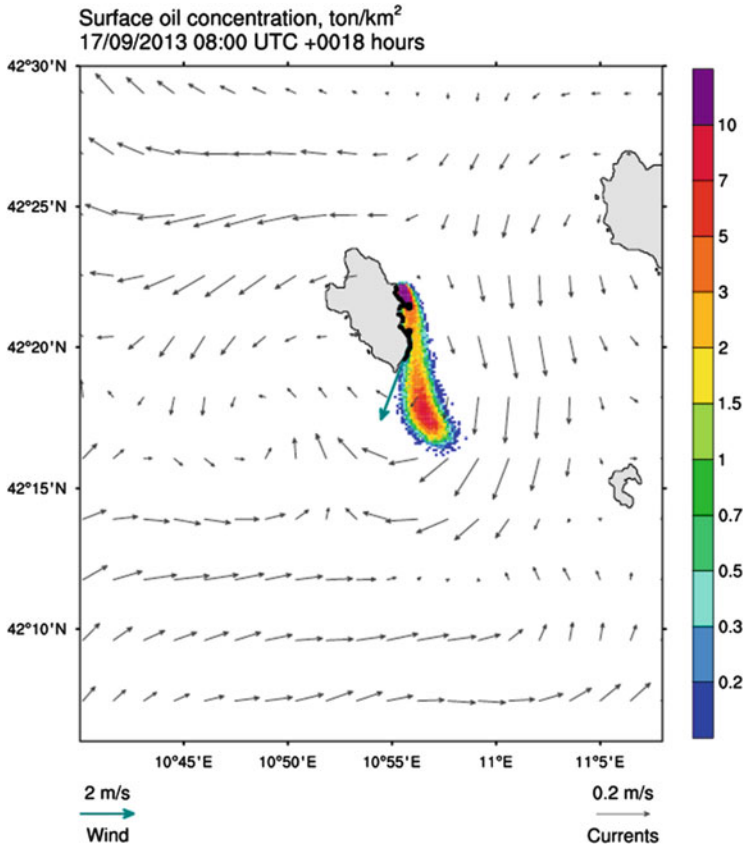 Surface oil concentration, ton/km²
17/09/2013 08:00 UTC +0018 hours
42°30'N
42°25'N
42°20'N
42°15'N
42°10'N
10°45'E 10°50'E 10°55'E 11°E 11°5'E
10
7
5
3
2
1.5
1
0.7
0.5
0.3
0.2
2 m/s
Wind
0.2 m/s
Currents